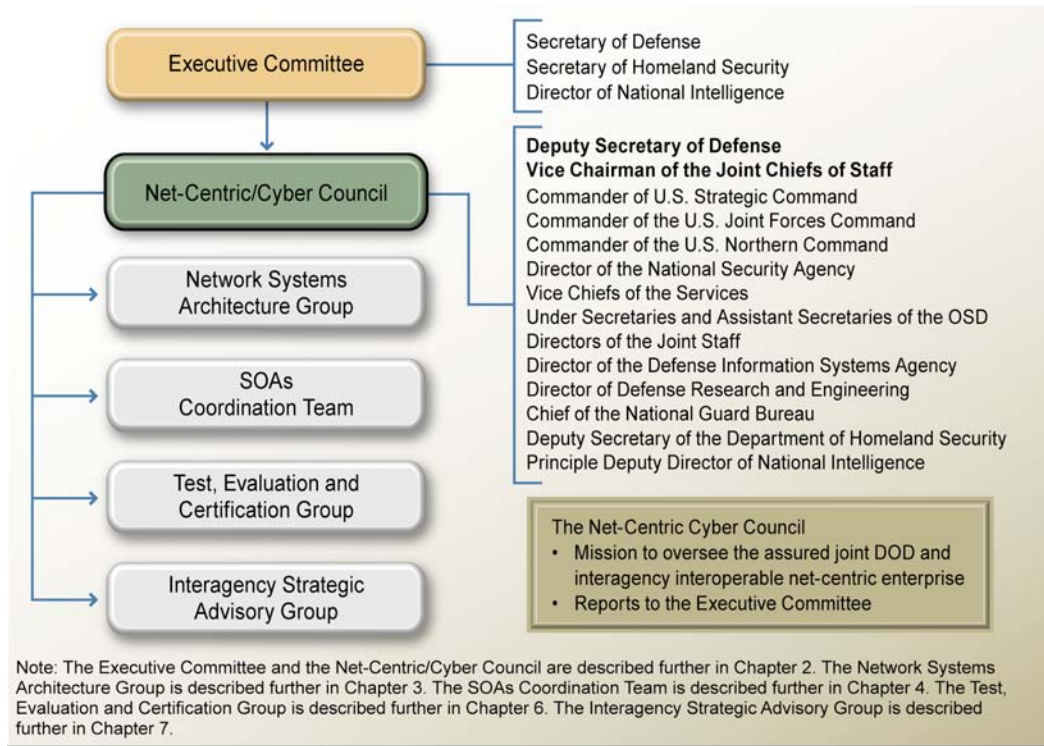 Executive Committee
Secretary of Defense
Secretary of Homeland Security
Director of National Intelligence
Net-Centric/Cyber Council
Deputy Secretary of Defense
Vice Chairman of the Joint Chiefs of Staff
Commander of U.S. Strategic Command
Commander of the U.S. Joint Forces Command
Commander of the U.S. Northern Command
Director of the National Security Agency
Vice Chiefs of the Services
Under Secretaries and Assistant Secretaries of the OSD
Directors of the Joint Staff
Director of the Defense Information Systems Agency
Director of Defense Research and Engineering
Chief of the National Guard Bureau
Deputy Secretary of the Department of Homeland Security
Principle Deputy Director of National Intelligence
Network Systems
Architecture Group
SOAs
Coordination Team
Test, Evaluation and
Certification Group
Interagency Strategic
Advisory Group
The Net-Centric Cyber Council
• Mission to oversee the assured joint DOD and
interagency interoperable net-centric enterprise
• Reports to the Executive Committee
Note: The Executive Committee and the Net-Centric/Cyber Council are described further in Chapter 2. The Network Systems
Architecture Group is described further in Chapter 3. The SOAs Coordination Team is described further in Chapter 4. The Test,
Evaluation and Certification Group is described further in Chapter 6. The Interagency Strategic Advisory Group is described
further in Chapter 7.